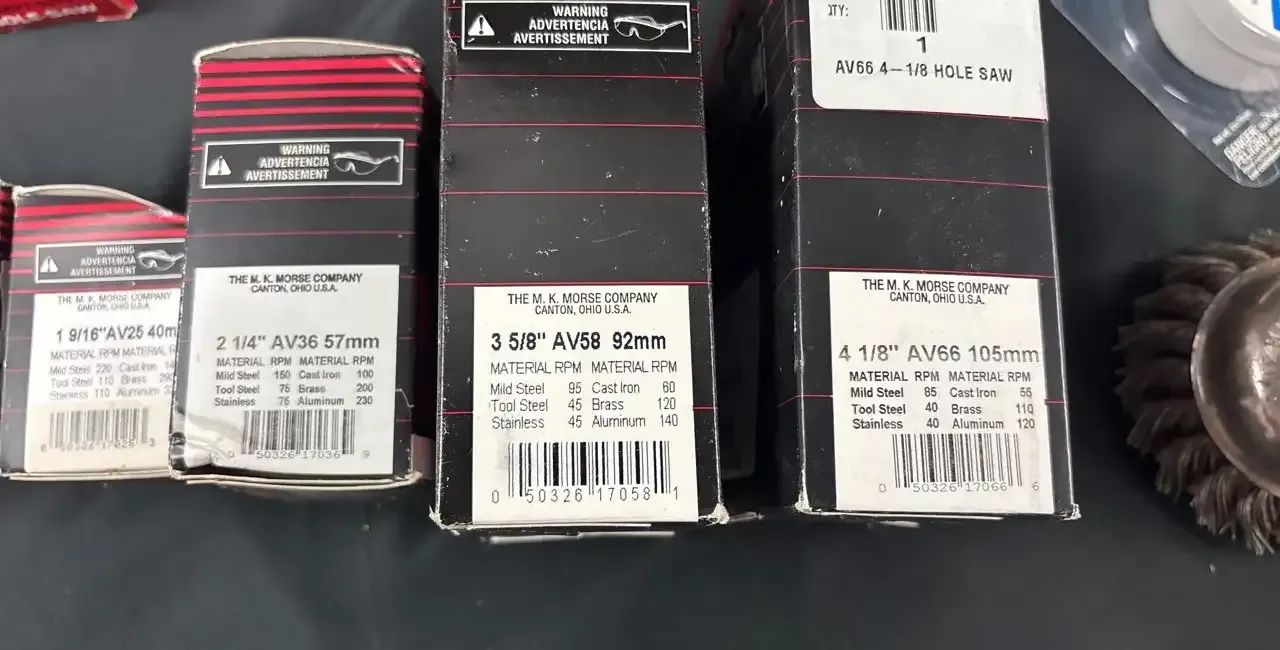 HOLE SAW
WARNING
ADVERTENCIA
AVERTISSEMENT
THE M. K. MORSE COMPANY
CANTON, OHIO U.S.A.
1 9/16" AV25 40m
MATERIAL RPM MATERIAL R
Mild Steel 220 Cast Iron
Tool Steel 110 Brass
Stainless 110 Aluminum
WARNING
ADVERTENCIA
AVERTISSEMENT
THE M. K. MORSE COMPANY
CANTON, OHIO U.S.A.
2 1/4" AV36 57mm
MATERIAL RPM MATERIAL RPM
Mild Steel 150 Cast Iron 100
Tool Steel 75 Brass 200
Stainless 75 Aluminum 230
0 50326 17036 9
WARNING
ADVERTENCIA
AVERTISSEMENT
THE M. K. MORSE COMPANY
CANTON, OHIO U.S.A.
3 5/8" AV58 92mm
MATERIAL RPM MATERIAL RPM
Mild Steel 95 Cast Iron 60
Tool Steel 45 Brass 120
Stainless 45 Aluminum 140
0 50326 17058 1
QTY:
1
AV66 4-1/8 HOLE SAW
THE M. K. MORSE COMPANY
CANTON, OHIO U.S.A.
4 1/8" AV66 105mm
MATERIAL RPM MATERIAL RPM
Mild Steel 85 Cast Iron 55
Tool Steel 40 Brass 110
Stainless 40 Aluminum 120
0 50326 17066 6